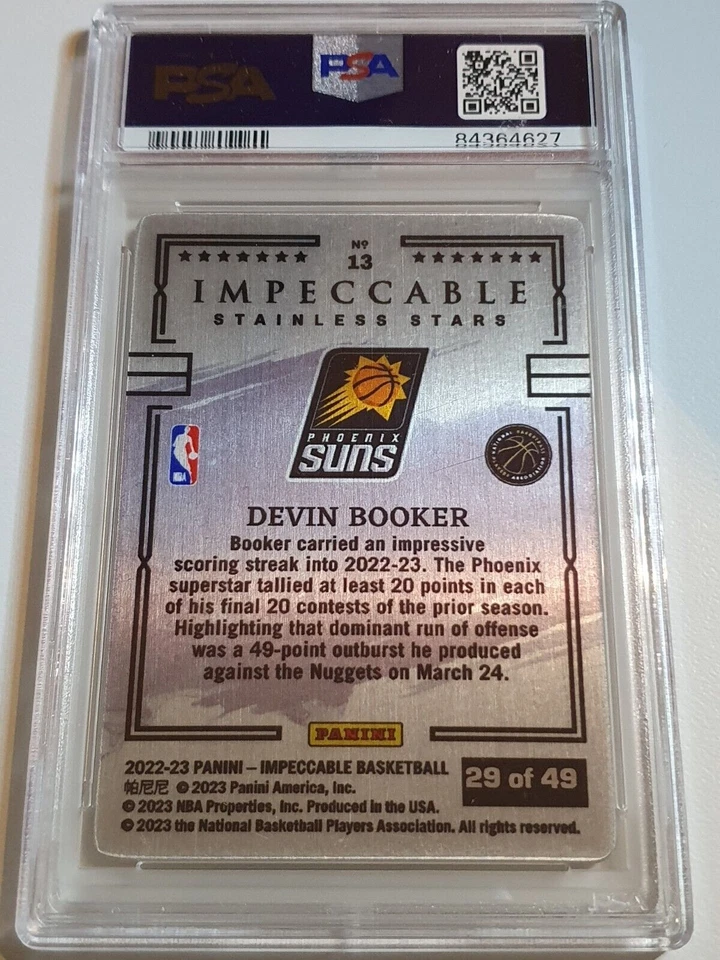 PSA
PSA
84364627
Nº
13
IMPECCABLE
STAINLESS STARS
PHOENIX
SUNS
NBA
DEVIN BOOKER
Booker carried an impressive
scoring streak into 2022-23. The Phoenix
superstar tallied at least 20 points in each
of his final 20 contests of the prior season.
Highlighting that dominant run of offense
was a 49-point outburst he produced
against the Nuggets on March 24.
PANINI
2022-23 PANINI – IMPECCABLE BASKETBALL
帕尼尼 © 2023 Panini America, Inc.
29 of 49
© 2023 NBA Properties, Inc. Produced in the USA.
© 2023 the National Basketball Players Association. All rights reserved.